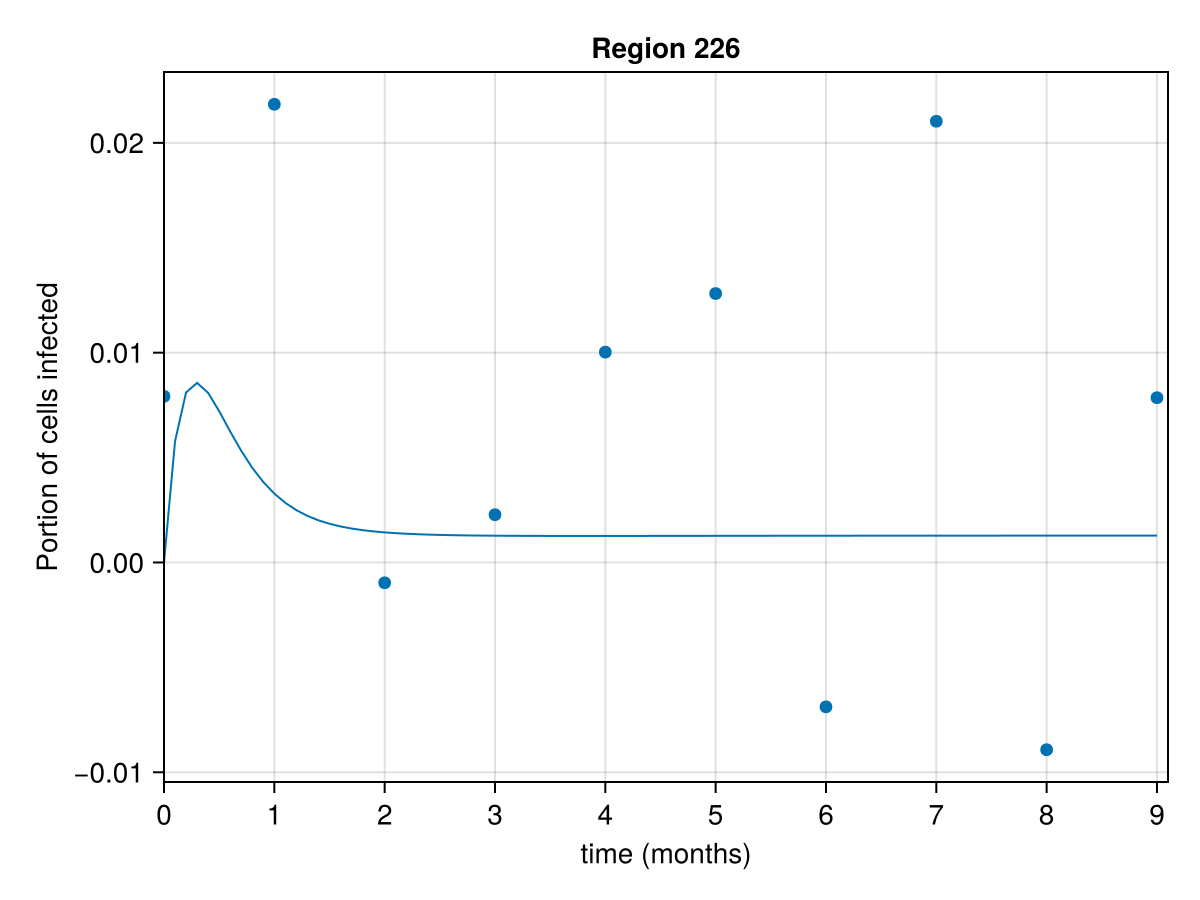 Region 226
Portion of cells infected
0.02
0.01
0.00
−0.01
0 1 2 3 4 5 6 7 8 9
time (months)